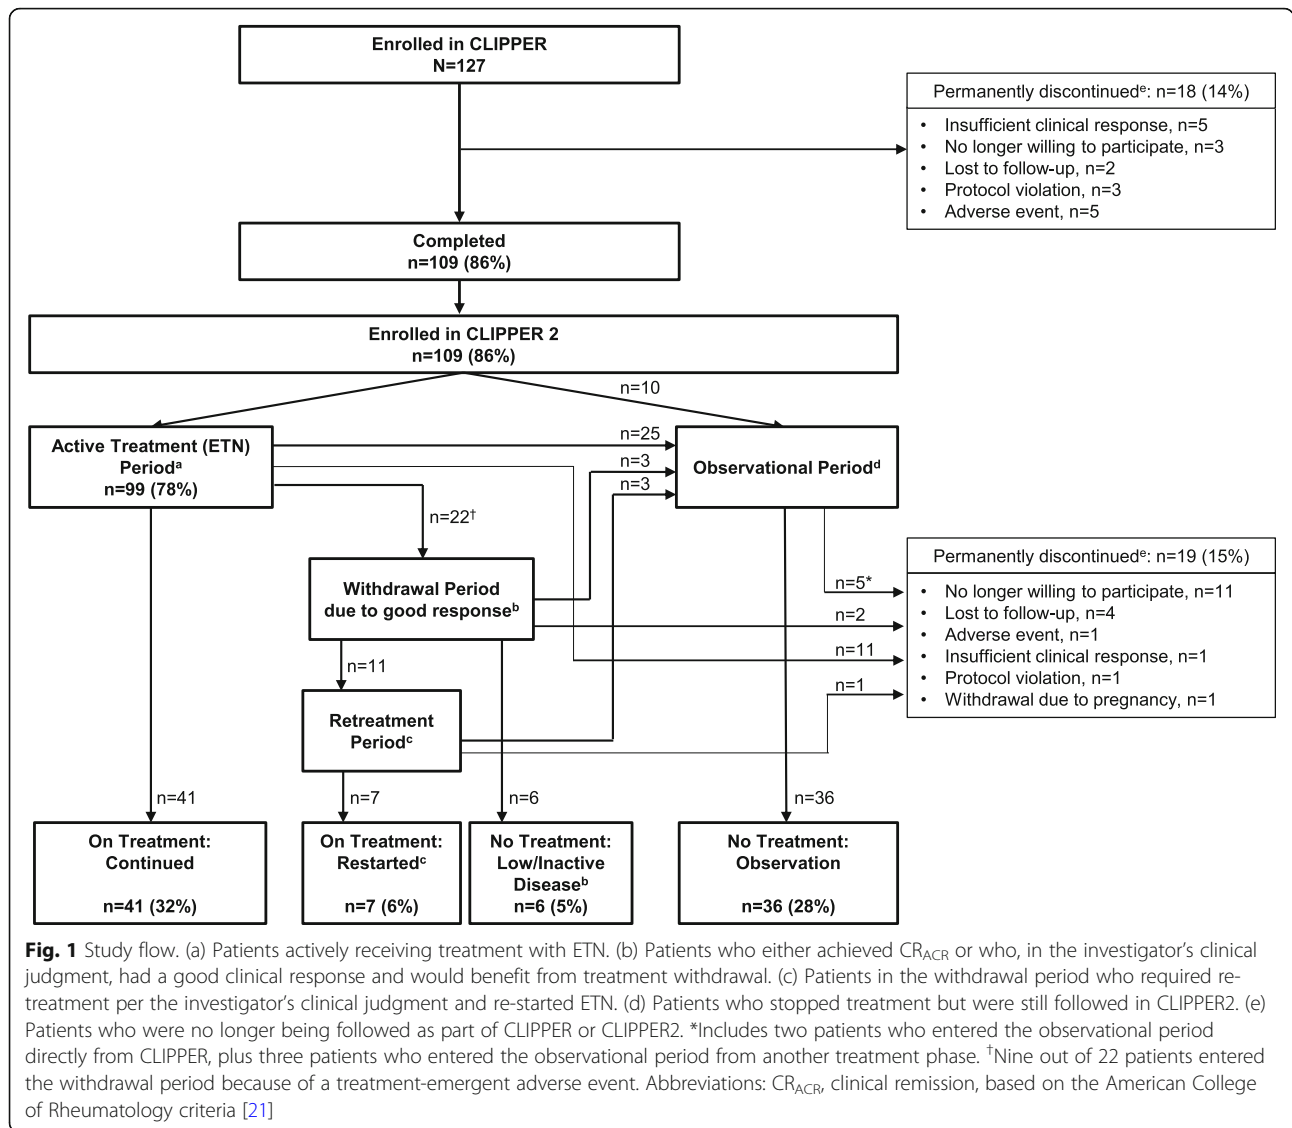 Enrolled in CLIPPER
N=127
Permanently discontinuedᵉ: n=18 (14%)
• Insufficient clinical response, n=5
• No longer willing to participate, n=3
• Lost to follow-up, n=2
• Protocol violation, n=3
• Adverse event, n=5
Completed
n=109 (86%)
Enrolled in CLIPPER 2
n=109 (86%)
n=10
Active Treatment (ETN)
Periodᵃ
n=99 (78%)
n=25
n=3
n=3
Observational Periodᵈ
n=22†
Withdrawal Period
due to good responseᵇ
Permanently discontinuedᵉ: n=19 (15%)
• No longer willing to participate, n=11
• Lost to follow-up, n=4
• Adverse event, n=1
• Insufficient clinical response, n=1
• Protocol violation, n=1
• Withdrawal due to pregnancy, n=1
n=5*
n=2
n=11
n=1
n=11
Retreatment
Periodᶜ
n=41
n=7
n=6
n=36
On Treatment:
Continued
n=41 (32%)
On Treatment:
Restartedᶜ
n=7 (6%)
No Treatment:
Low/Inactive
Diseaseᵇ
n=6 (5%)
No Treatment:
Observation
n=36 (28%)
Fig. 1 Study flow. (a) Patients actively receiving treatment with ETN. (b) Patients who either achieved CR_ACR or who, in the investigator's clinical
judgment, had a good clinical response and would benefit from treatment withdrawal. (c) Patients in the withdrawal period who required re-
treatment per the investigator's clinical judgment and re-started ETN. (d) Patients who stopped treatment but were still followed in CLIPPER2. (e)
Patients who were no longer being followed as part of CLIPPER or CLIPPER2. *Includes two patients who entered the observational period
directly from CLIPPER, plus three patients who entered the observational period from another treatment phase. †Nine out of 22 patients entered
the withdrawal period because of a treatment-emergent adverse event. Abbreviations: CR_ACR, clinical remission, based on the American College
of Rheumatology criteria [21]